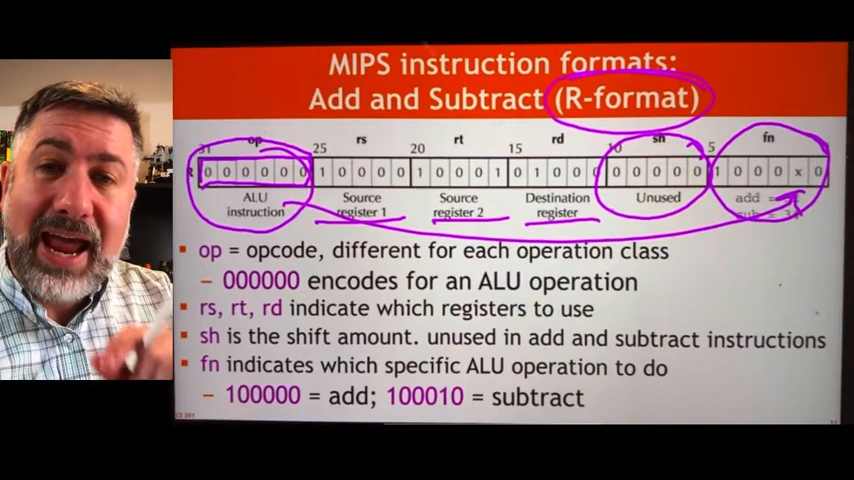 MIPS instruction formats:
Add and Subtract (R-format)
31 op 25 rs 20 rt 15 rd 10 sh 5 fn
R 0 0 0 0 0 0 1 0 0 0 0 1 0 0 0 1 0 1 0 0 0 0 0 0 0 0 1 0 0 0 x 0
ALU instruction
Source register 1
Source register 2
Destination register
Unused
add =
sub = 34
▪ op = opcode, different for each operation class
– 000000 encodes for an ALU operation
▪ rs, rt, rd indicate which registers to use
▪ sh is the shift amount. unused in add and subtract instructions
▪ fn indicates which specific ALU operation to do
– 100000 = add; 100010 = subtract
CS 201